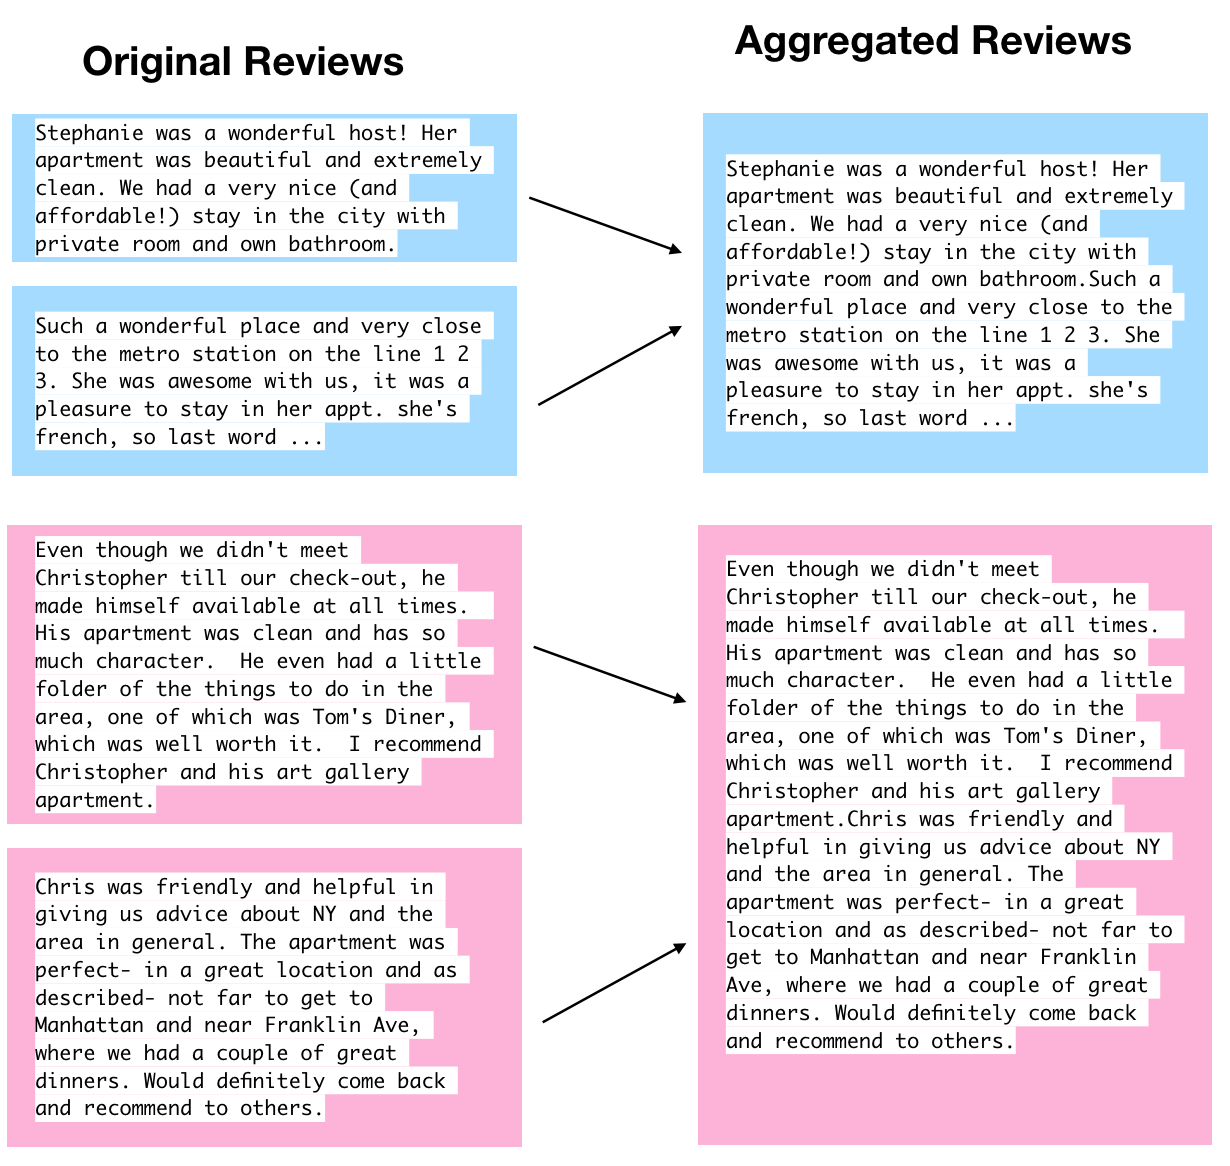 Original Reviews
Aggregated Reviews
Stephanie was a wonderful host! Her
apartment was beautiful and extremely
clean. We had a very nice (and
affordable!) stay in the city with
private room and own bathroom.
Such a wonderful place and very close
to the metro station on the line 1 2
3. She was awesome with us, it was a
pleasure to stay in her appt. she's
french, so last word ...
Stephanie was a wonderful host! Her
apartment was beautiful and extremely
clean. We had a very nice (and
affordable!) stay in the city with
private room and own bathroom.Such a
wonderful place and very close to the
metro station on the line 1 2 3. She
was awesome with us, it was a
pleasure to stay in her appt. she's
french, so last word ...
Even though we didn't meet
Christopher till our check-out, he
made himself available at all times.
His apartment was clean and has so
much character.  He even had a little
folder of the things to do in the
area, one of which was Tom's Diner,
which was well worth it.  I recommend
Christopher and his art gallery
apartment.
Chris was friendly and helpful in
giving us advice about NY and the
area in general. The apartment was
perfect- in a great location and as
described- not far to get to
Manhattan and near Franklin Ave,
where we had a couple of great
dinners. Would definitely come back
and recommend to others.
Even though we didn't meet
Christopher till our check-out, he
made himself available at all times.
His apartment was clean and has so
much character.  He even had a little
folder of the things to do in the
area, one of which was Tom's Diner,
which was well worth it.  I recommend
Christopher and his art gallery
apartment.Chris was friendly and
helpful in giving us advice about NY
and the area in general. The
apartment was perfect- in a great
location and as described- not far to
get to Manhattan and near Franklin
Ave, where we had a couple of great
dinners. Would definitely come back
and recommend to others.